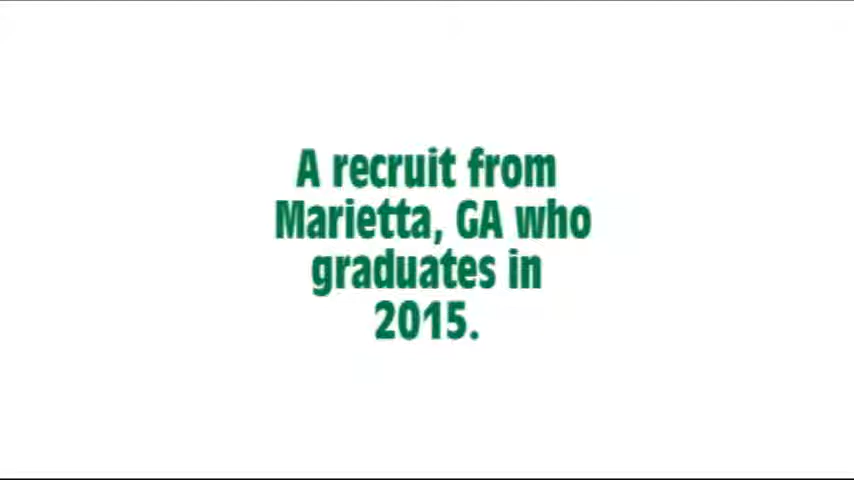 A recruit from
Marietta, GA who
graduates in
2015.